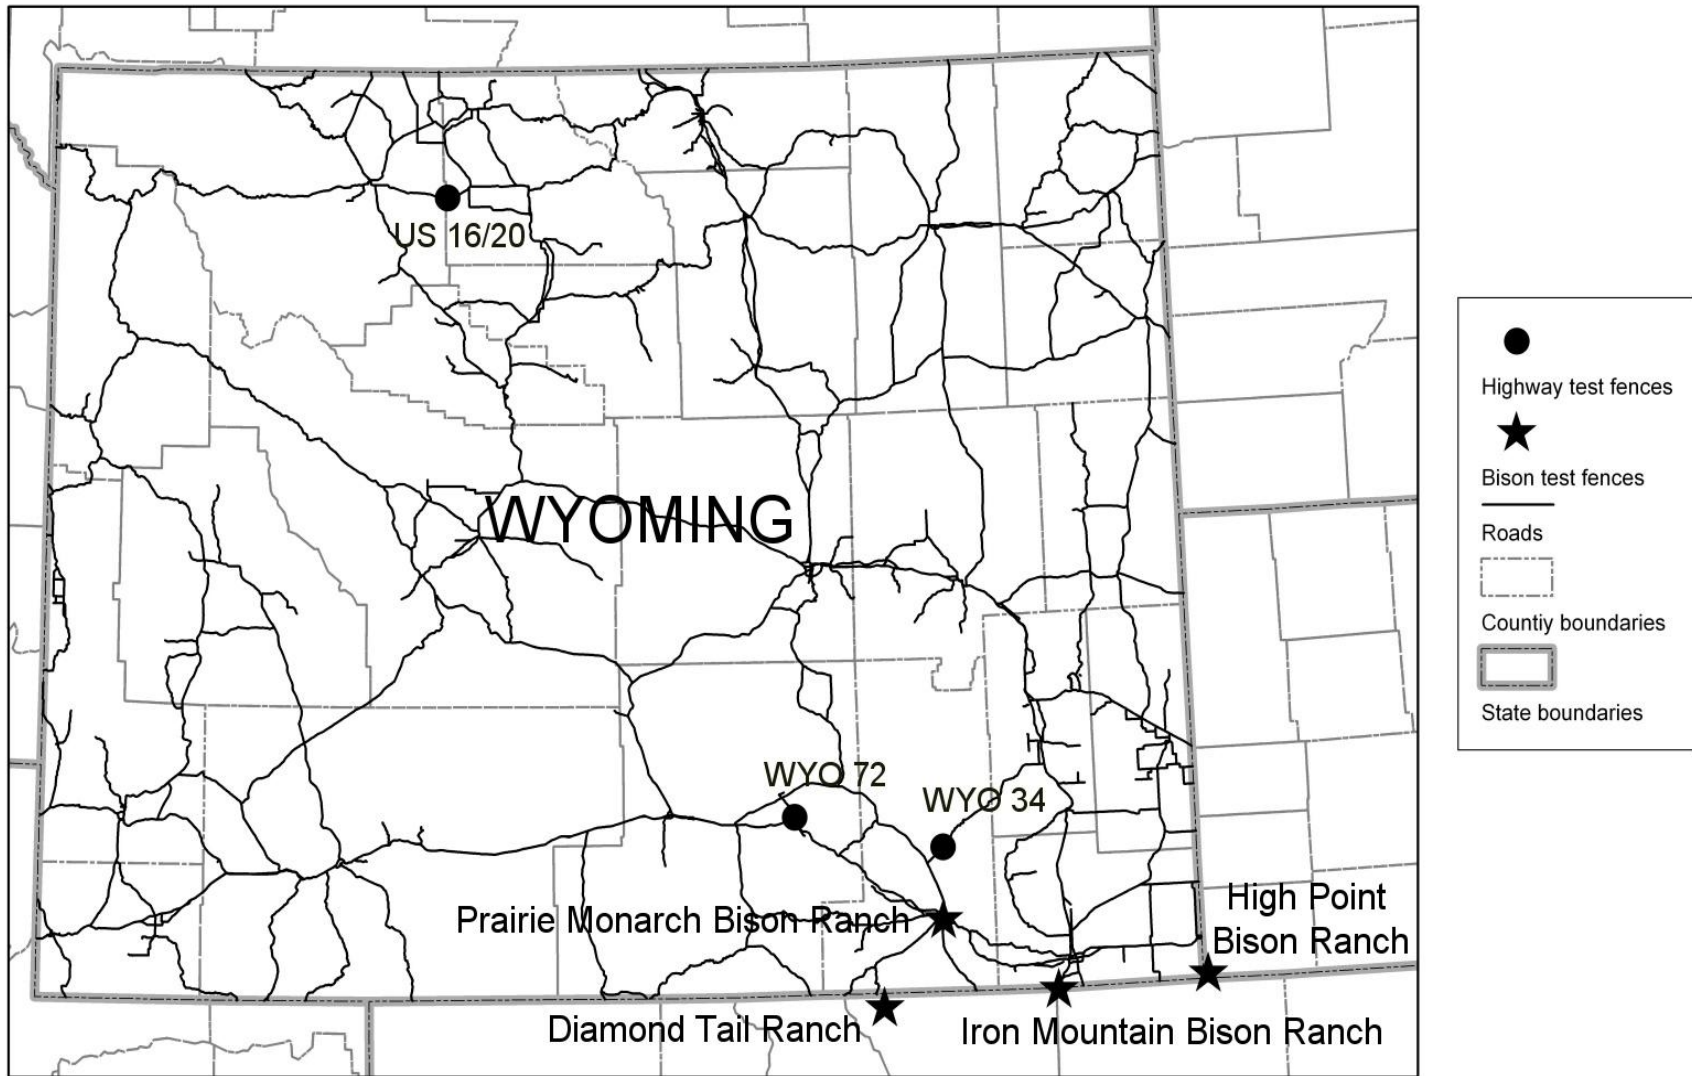 US 16/20
WYOMING
WYO 72
WYO 34
Prairie Monarch Bison Ranch
High Point
Bison Ranch
Diamond Tail Ranch
Iron Mountain Bison Ranch
Highway test fences
Bison test fences
Roads
Countiy boundaries
State boundaries